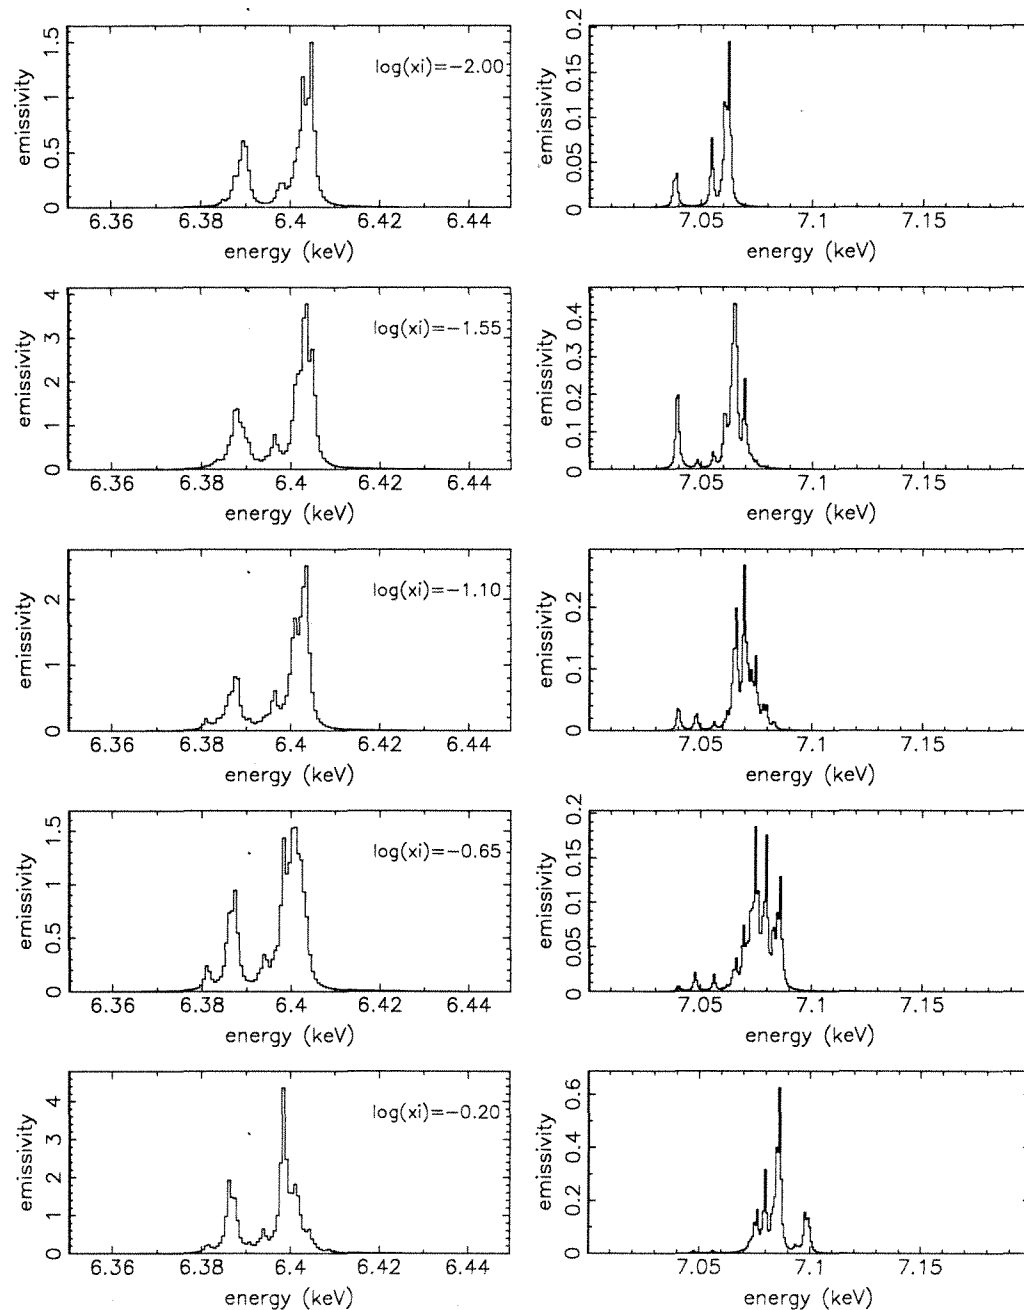 emissivity
0 0.5 1 1.5
log(xi)=−2.00
6.36 6.38 6.4 6.42 6.44
energy (keV)
emissivity
0 0.05 0.1 0.15 0.2
7.05 7.1 7.15
energy (keV)
emissivity
0 1 2 3 4
log(xi)=−1.55
6.36 6.38 6.4 6.42 6.44
energy (keV)
emissivity
0 0.1 0.2 0.3 0.4
7.05 7.1 7.15
energy (keV)
emissivity
0 1 2
log(xi)=−1.10
6.36 6.38 6.4 6.42 6.44
energy (keV)
emissivity
0 0.1 0.2
7.05 7.1 7.15
energy (keV)
emissivity
0 0.5 1 1.5
log(xi)=−0.65
6.36 6.38 6.4 6.42 6.44
energy (keV)
emissivity
0 0.05 0.1 0.15 0.2
7.05 7.1 7.15
energy (keV)
emissivity
0 1 2 3 4
log(xi)=−0.20
6.36 6.38 6.4 6.42 6.44
energy (keV)
emissivity
0 0.2 0.4 0.6
7.05 7.1 7.15
energy (keV)